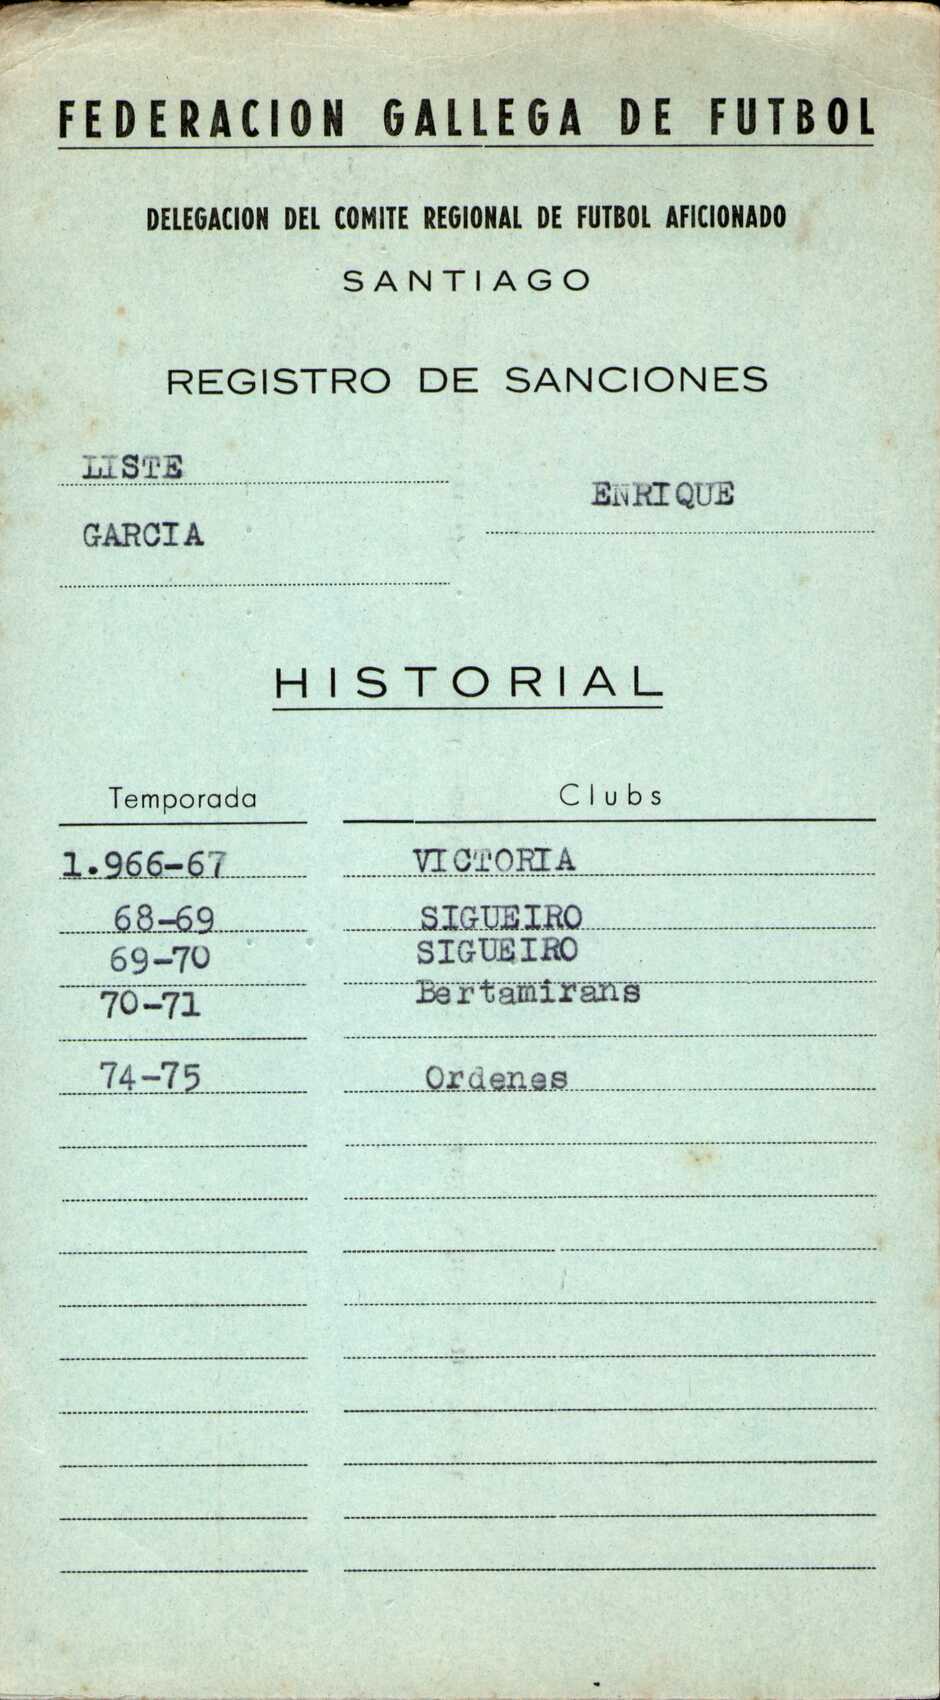 FEDERACION GALLEGA DE FUTBOL
DELEGACION DEL COMITE REGIONAL DE FUTBOL AFICIONADO
SANTIAGO
REGISTRO DE SANCIONES
LISTE
ENRIQUE
GARCIA
HISTORIAL
Temporada Clubs
1.966-67 VICTORIA
68-69 SIGUEIRO
69-70 SIGUEIRO
70-71 Bertamirans
74-75 Ordenes